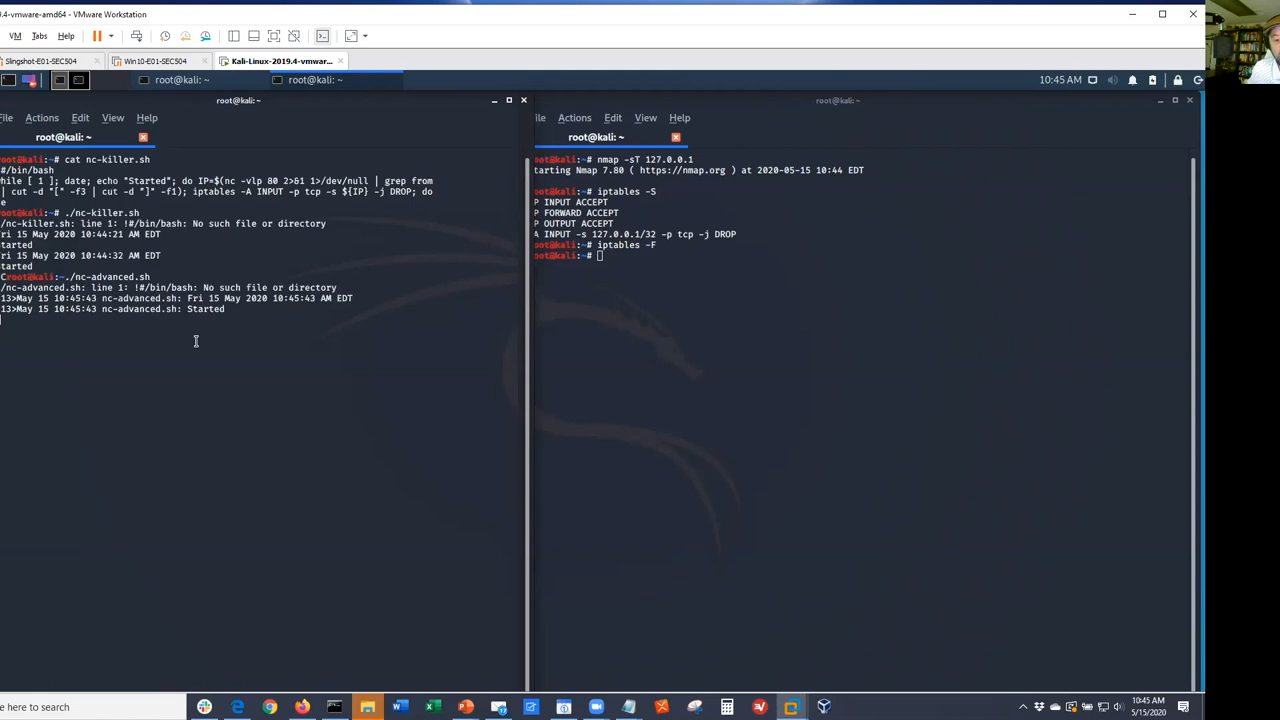 9.4-vmware-amd64 - VMware Workstation
VM Tabs Help
Slingshot-E01-SEC504 Win10-E01-SEC504 Kali-Linux-2019.4-vmwar...
root@kali: ~ root@kali: ~ 10:45 AM
root@kali: ~
File Actions Edit View Help
root@kali: ~
root@kali:~# cat nc-killer.sh
#/bin/bash
while [ 1 ]; date; echo "Started"; do IP=$(nc -vlp 80 2>&1 1>/dev/null | grep from
| cut -d "[" -f3 | cut -d "]" -f1); iptables -A INPUT -p tcp -s ${IP} -j DROP; do
e
root@kali:~# ./nc-killer.sh
/nc-killer.sh: line 1: !#/bin/bash: No such file or directory
Fri 15 May 2020 10:44:21 AM EDT
Started
Fri 15 May 2020 10:44:32 AM EDT
Started
Croot@kali:~./nc-advanced.sh
/nc-advanced.sh: line 1: !#/bin/bash: No such file or directory
13>May 15 10:45:43 nc-advanced.sh: Fri 15 May 2020 10:45:43 AM EDT
13>May 15 10:45:43 nc-advanced.sh: Started
root@kali: ~
ile Actions Edit View Help
root@kali: ~
root@kali:~# nmap -sT 127.0.0.1
tarting Nmap 7.80 ( https://nmap.org ) at 2020-05-15 10:44 EDT
root@kali:~# iptables -S
P INPUT ACCEPT
P FORWARD ACCEPT
P OUTPUT ACCEPT
A INPUT -s 127.0.0.1/32 -p tcp -j DROP
root@kali:~# iptables -F
root@kali:~#
e here to search
10:45 AM
5/15/2020